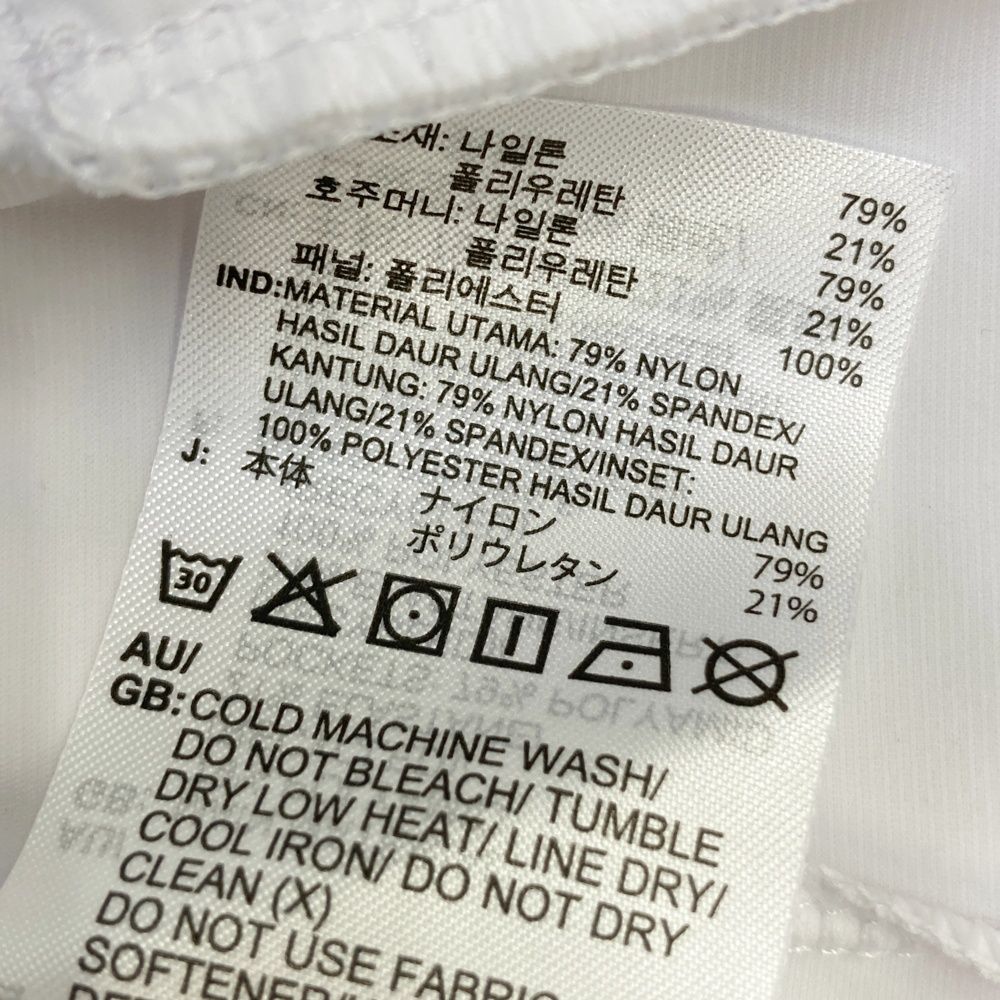 소재: 나일론 79%
폴리우레탄 21%
호주머니: 나일론 79%
폴리우레탄 21%
패널: 폴리에스터 100%
IND:MATERIAL UTAMA: 79% NYLON
HASIL DAUR ULANG/21% SPANDEX/
KANTUNG: 79% NYLON HASIL DAUR
ULANG/21% SPANDEX/INSET:
100% POLYESTER HASIL DAUR ULANG
J: 本体 ナイロン 79%
ポリウレタン 21%
30
AU/
GB:COLD MACHINE WASH/
DO NOT BLEACH/ TUMBLE
DRY LOW HEAT/ LINE DRY/
COOL IRON/ DO NOT DRY
CLEAN (X)
DO NOT USE FABRIC